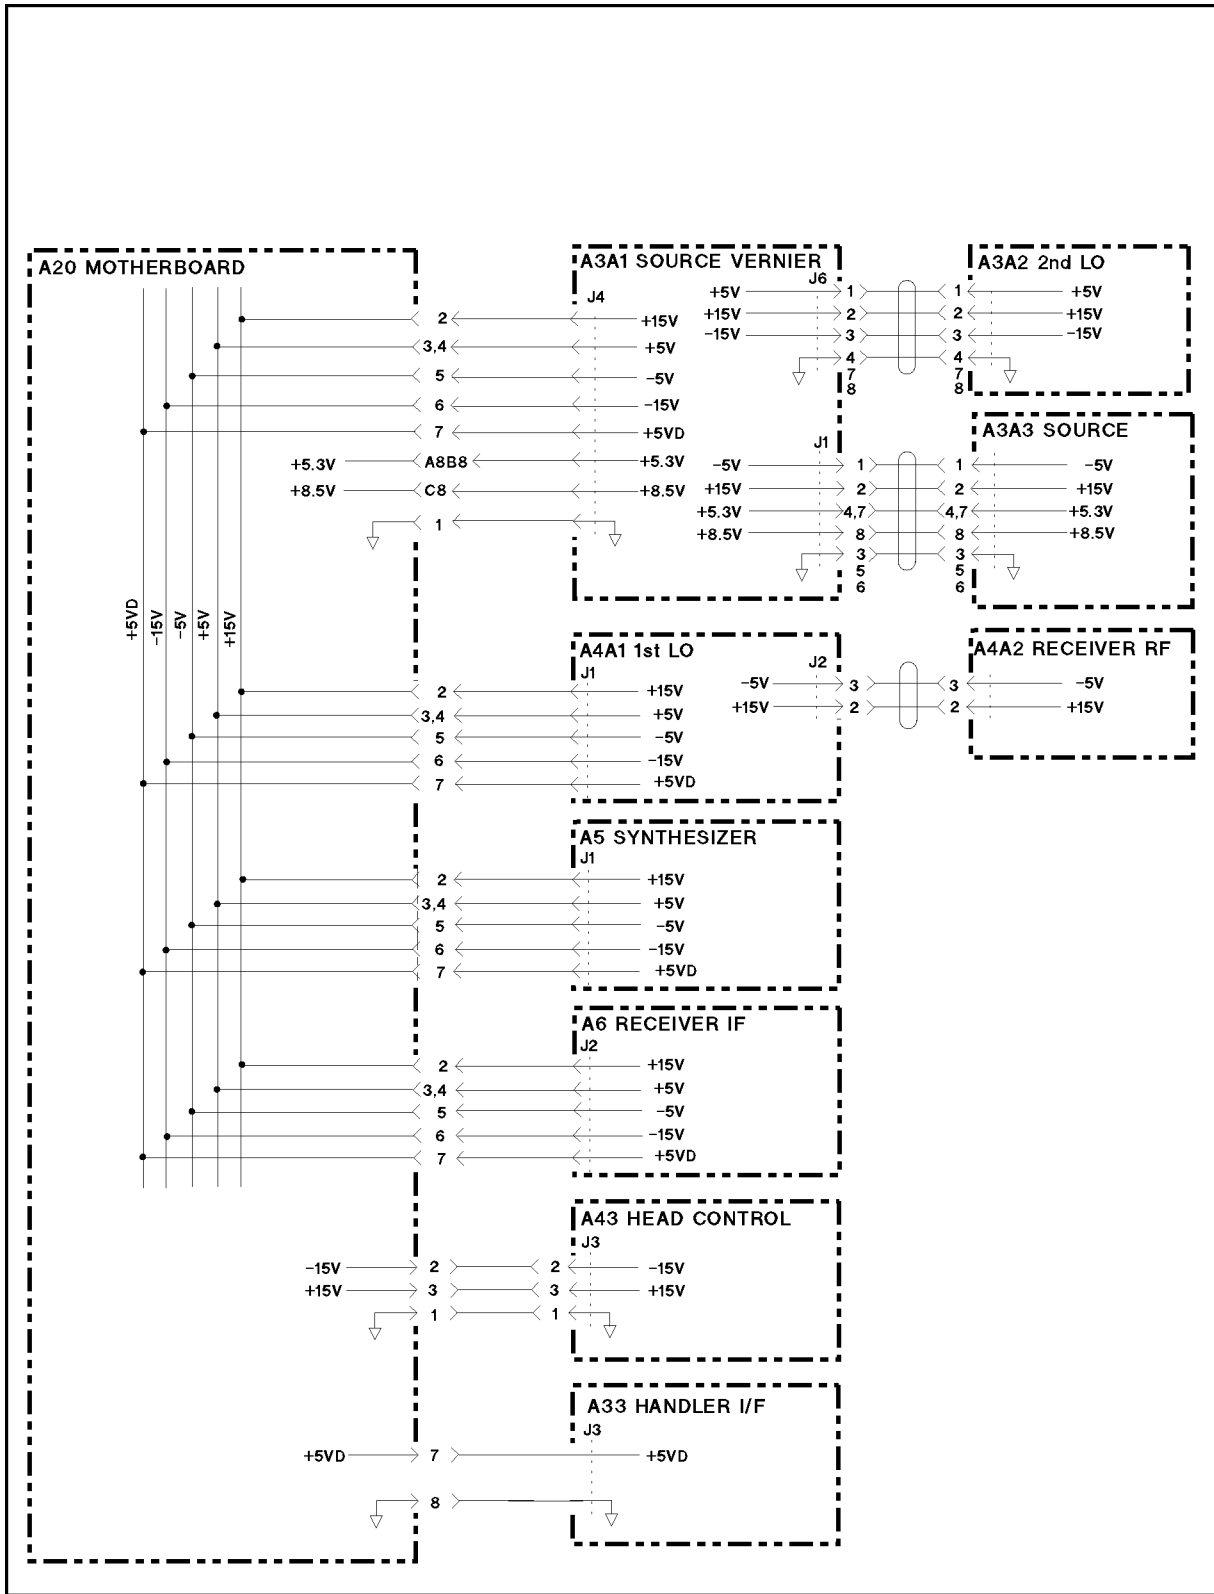 A20 MOTHERBOARD
+5VD
-15V
-5V
+5V
+15V
2
3,4
5
6
7
+5.3V
A8B8
+8.5V
C8
1
A3A1 SOURCE VERNIER
J4
+15V
+5V
-5V
-15V
+5VD
+5.3V
+8.5V
J6
+5V 1
+15V 2
-15V 3
4
7
8
J1
-5V 1
+15V 2
+5.3V 4,7
+8.5V 8
3
5
6
A3A2 2nd LO
1 +5V
2 +15V
3 -15V
4
7
8
A3A3 SOURCE
1 -5V
2 +15V
4,7 +5.3V
8 +8.5V
3
5
6
A4A1 1st LO
J1
2 +15V
3,4 +5V
5 -5V
6 -15V
7 +5VD
J2
-5V 3
+15V 2
A4A2 RECEIVER RF
3 -5V
2 +15V
A5 SYNTHESIZER
J1
2 +15V
3,4 +5V
5 -5V
6 -15V
7 +5VD
A6 RECEIVER IF
J2
2 +15V
3,4 +5V
5 -5V
6 -15V
7 +5VD
A43 HEAD CONTROL
J3
-15V 2 2 -15V
+15V 3 3 +15V
1 1
A33 HANDLER I/F
J3
+5VD 7 +5VD
8